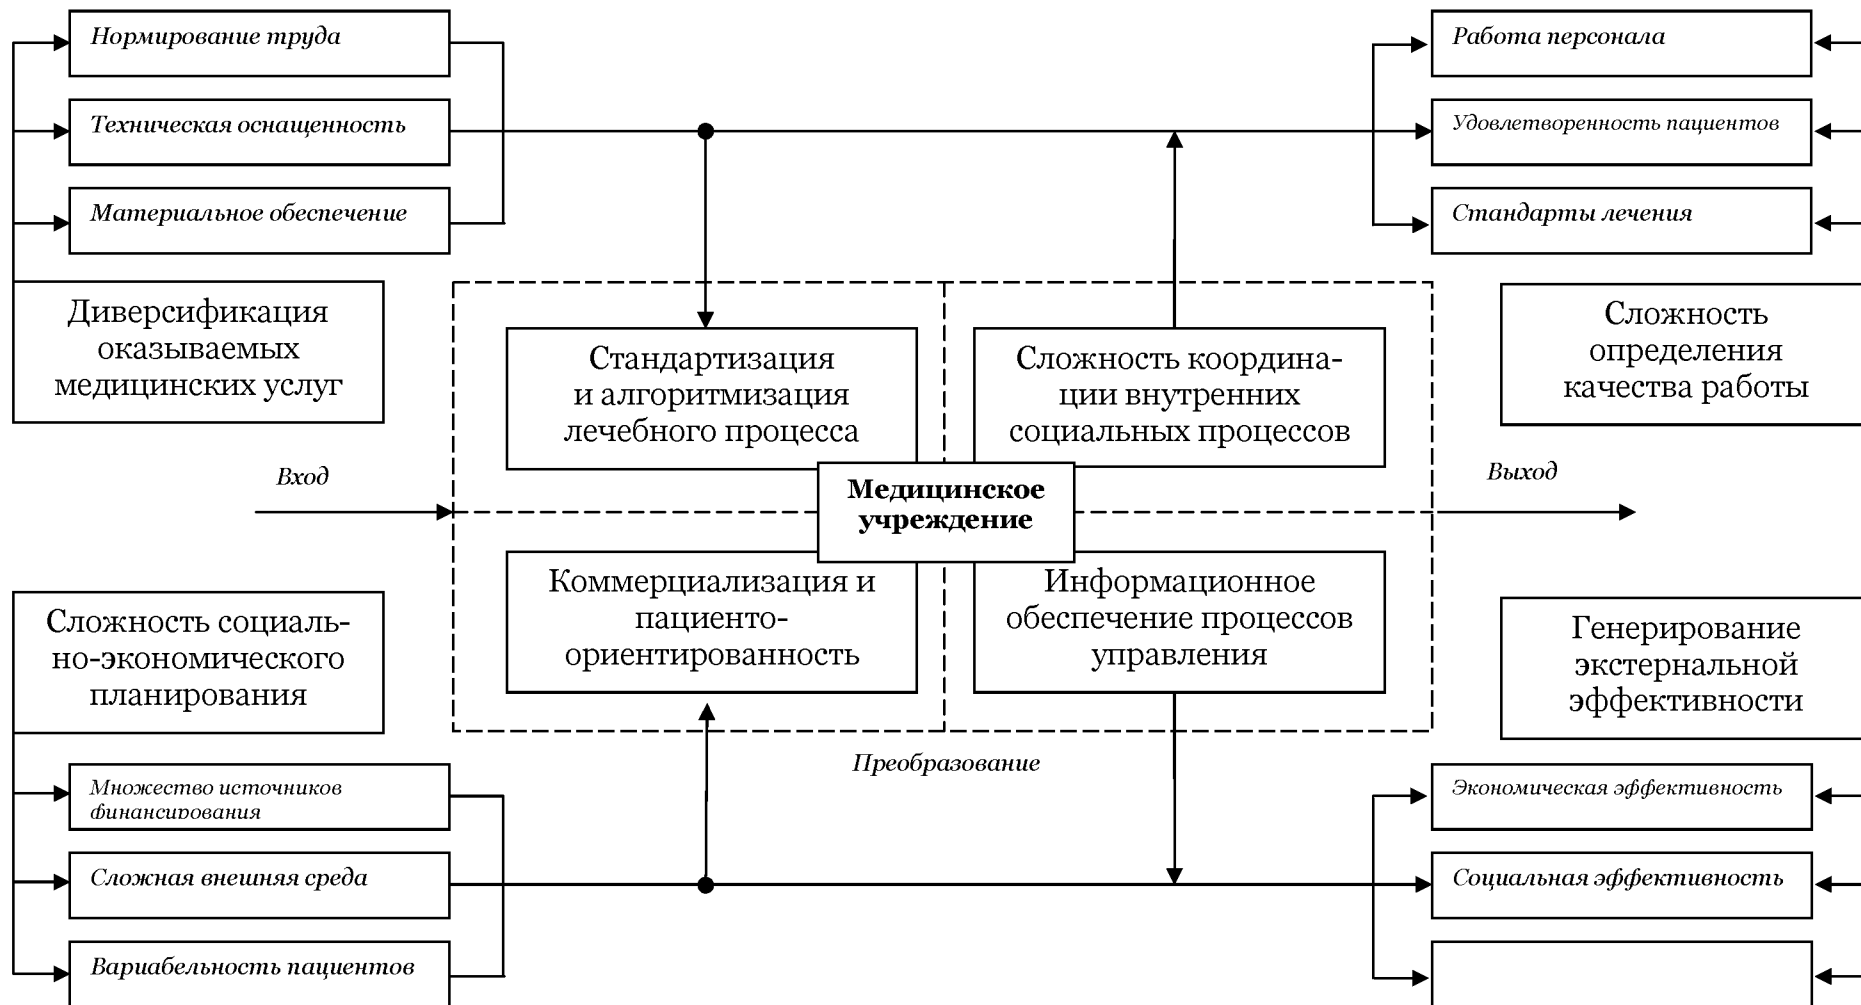 Нормирование труда
Техническая оснащенность
Материальное обеспечение
Диверсификация
оказываемых
медицинских услуг
Работа персонала
Удовлетворенность пациентов
Стандарты лечения
Сложность
определения
качества работы
Стандартизация
и алгоритмизация
лечебного процесса
Сложность координа-
ции внутренних
социальных процессов
Вход
Медицинское
учреждение
Выход
Коммерциализация и
пациенто-
ориентированность
Информационное
обеспечение процессов
управления
Сложность социаль-
но-экономического
планирования
Генерирование
экстернальной
эффективности
Преобразование
Множество источников
финансирования
Сложная внешняя среда
Вариабельность пациентов
Экономическая эффективность
Социальная эффективность